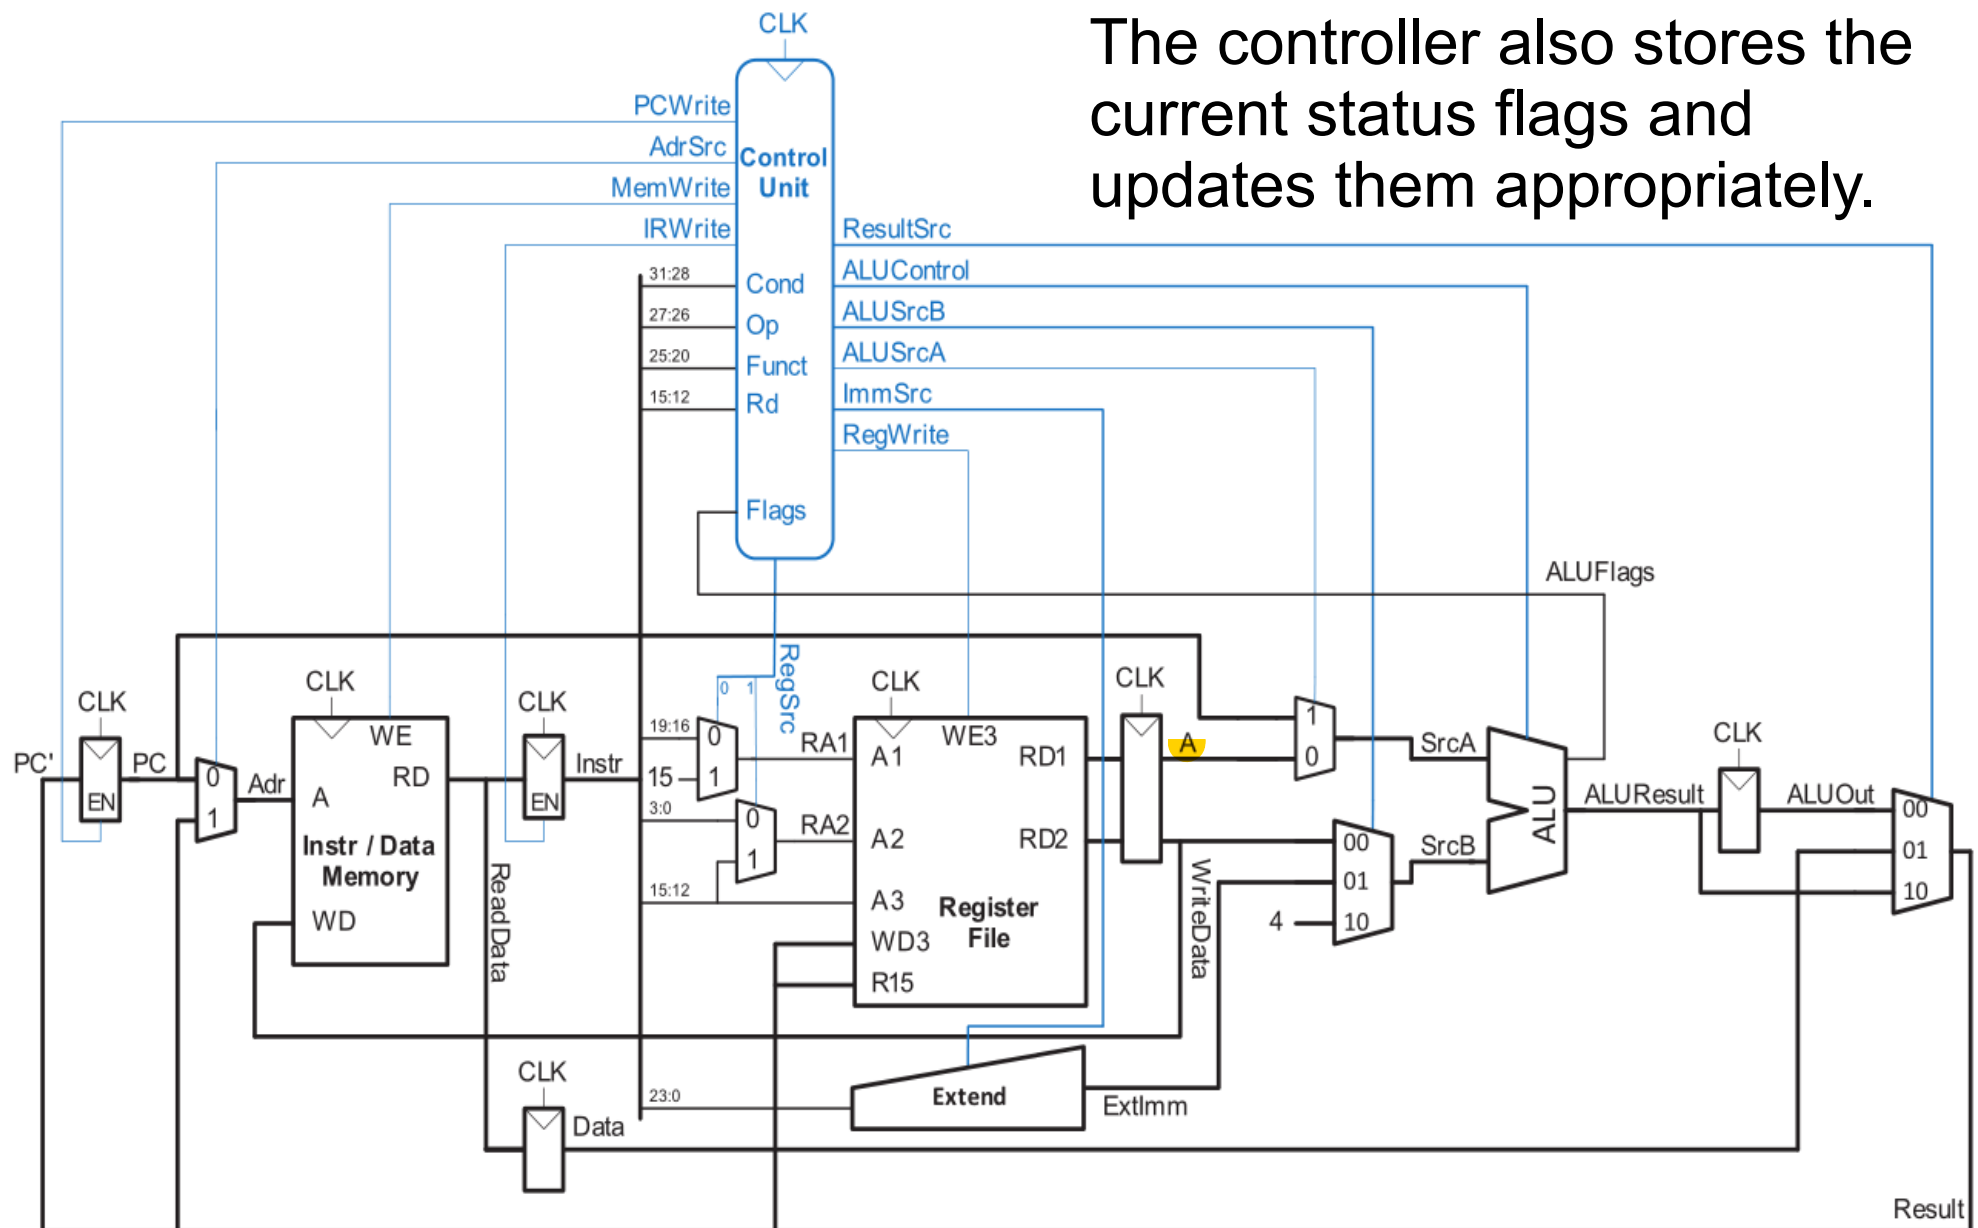 The controller also stores the
current status flags and
updates them appropriately.
CLK
PCWrite
AdrSrc
MemWrite
IRWrite
Control
Unit
31:28
27:26
25:20
15:12
Cond
Op
Funct
Rd
Flags
ResultSrc
ALUControl
ALUSrcB
ALUSrcA
ImmSrc
RegWrite
ALUFlags
RegSrc
0 1
PC'
CLK
EN
PC
0
1
Adr
CLK
WE
RD
A
Instr / Data
Memory
WD
ReadData
CLK
EN
Instr
19:16
15
3:0
15:12
23:0
0
1
RA1
0
1
RA2
CLK
WE3
A1
RD1
A2
RD2
A3
WD3
R15
Register
File
CLK
A
WriteData
1
0
SrcA
00
01
4
10
SrcB
ALU
ALUResult
CLK
ALUOut
00
01
10
Extend
ExtImm
CLK
Data
Result